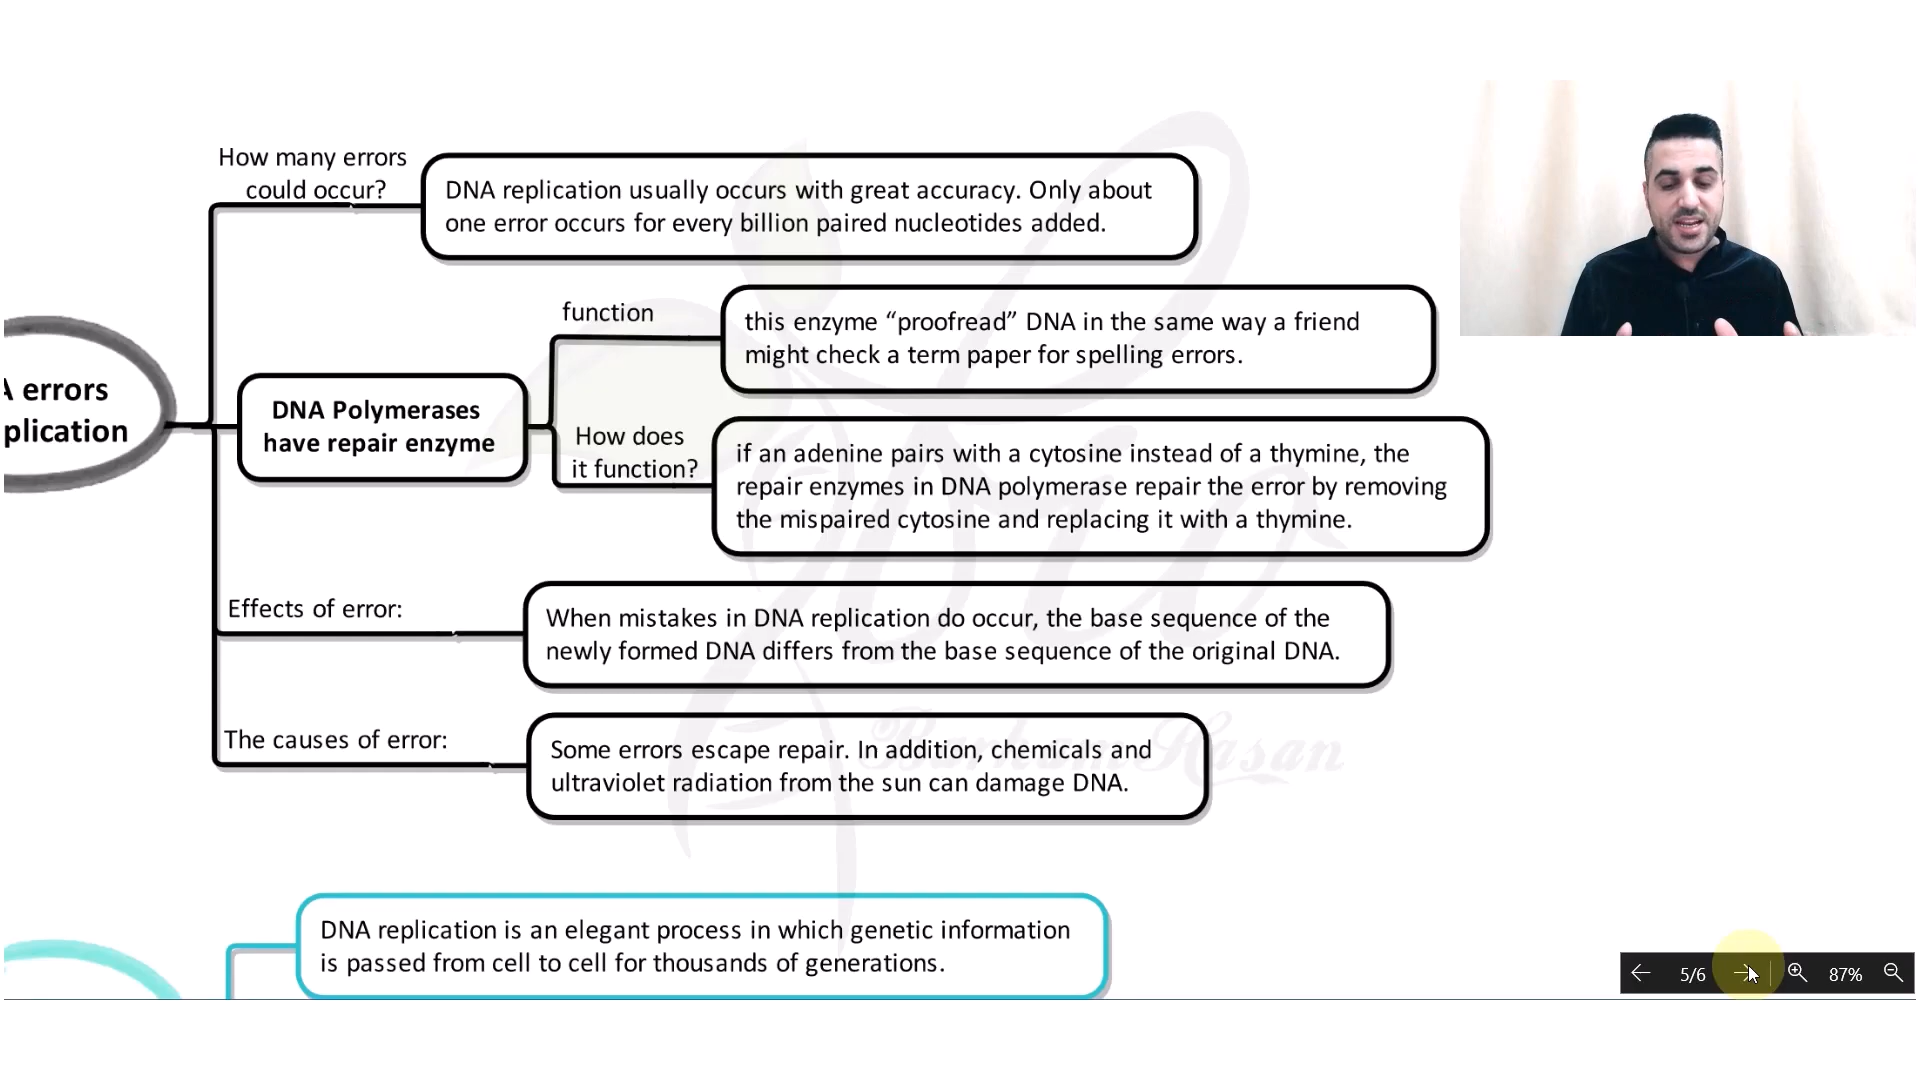 How many errors
could occur?
DNA replication usually occurs with great accuracy. Only about
one error occurs for every billion paired nucleotides added.
function
this enzyme “proofread” DNA in the same way a friend
might check a term paper for spelling errors.
A errors
plication
DNA Polymerases
have repair enzyme
How does
it function?
if an adenine pairs with a cytosine instead of a thymine, the
repair enzymes in DNA polymerase repair the error by removing
the mispaired cytosine and replacing it with a thymine.
Effects of error:
When mistakes in DNA replication do occur, the base sequence of the
newly formed DNA differs from the base sequence of the original DNA.
The causes of error:
Some errors escape repair. In addition, chemicals and
ultraviolet radiation from the sun can damage DNA.
Barham Hasan
DNA replication is an elegant process in which genetic information
is passed from cell to cell for thousands of generations.
5/6
87%